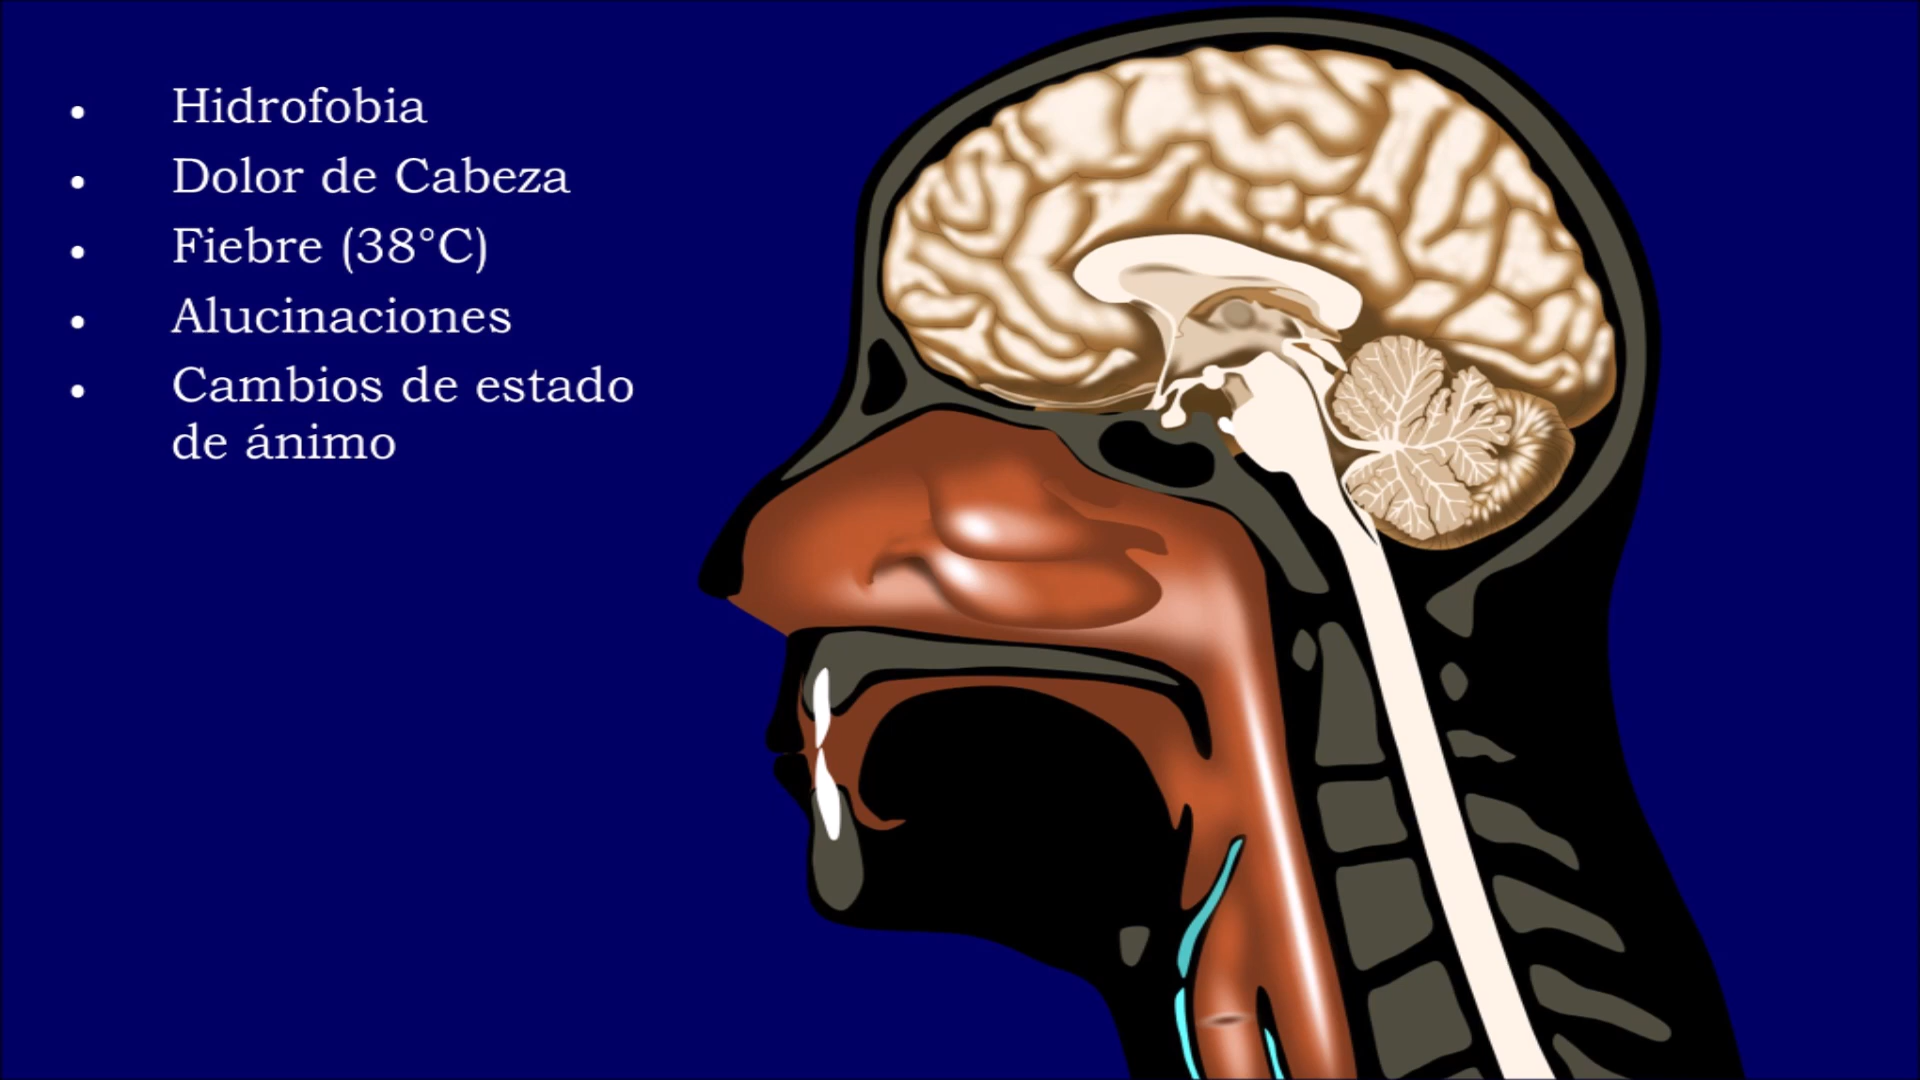 • Hidrofobia
• Dolor de Cabeza
• Fiebre (38°C)
• Alucinaciones
• Cambios de estado
de ánimo